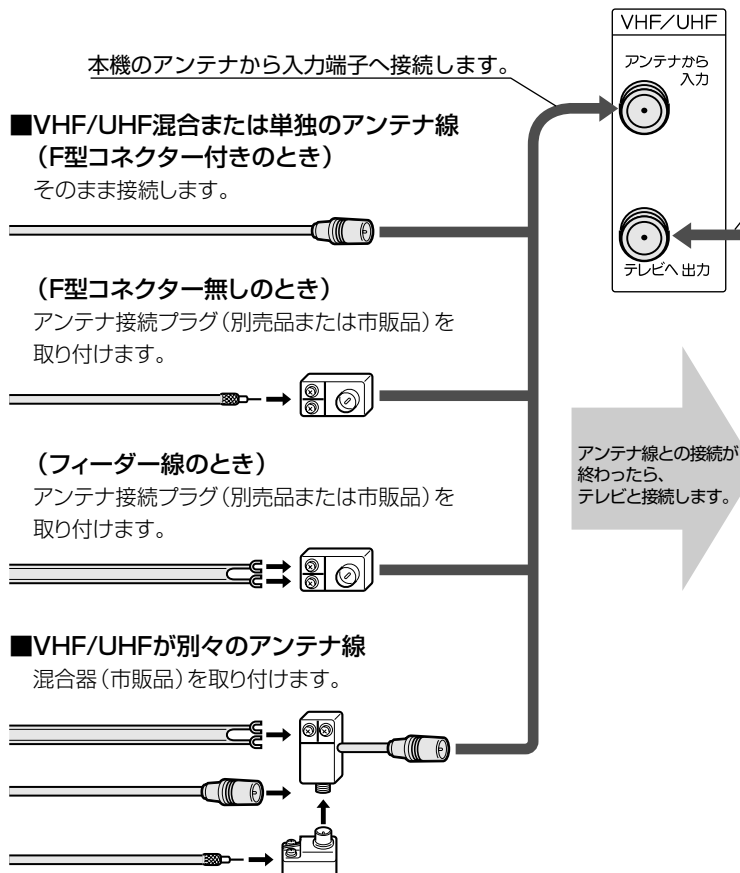 VHF/UHF
アンテナから
入力
テレビへ出力
本機のアンテナから入力端子へ接続します。
■VHF/UHF混合または単独のアンテナ線
（F型コネクター付きのとき）
そのまま接続します。
（F型コネクター無しのとき）
アンテナ接続プラグ（別売品または市販品）を
取り付けます。
（フィーダー線のとき）
アンテナ接続プラグ（別売品または市販品）を
取り付けます。
アンテナ線との接続が
終わったら、
テレビと接続します。
■VHF/UHFが別々のアンテナ線
混合器（市販品）を取り付けます。